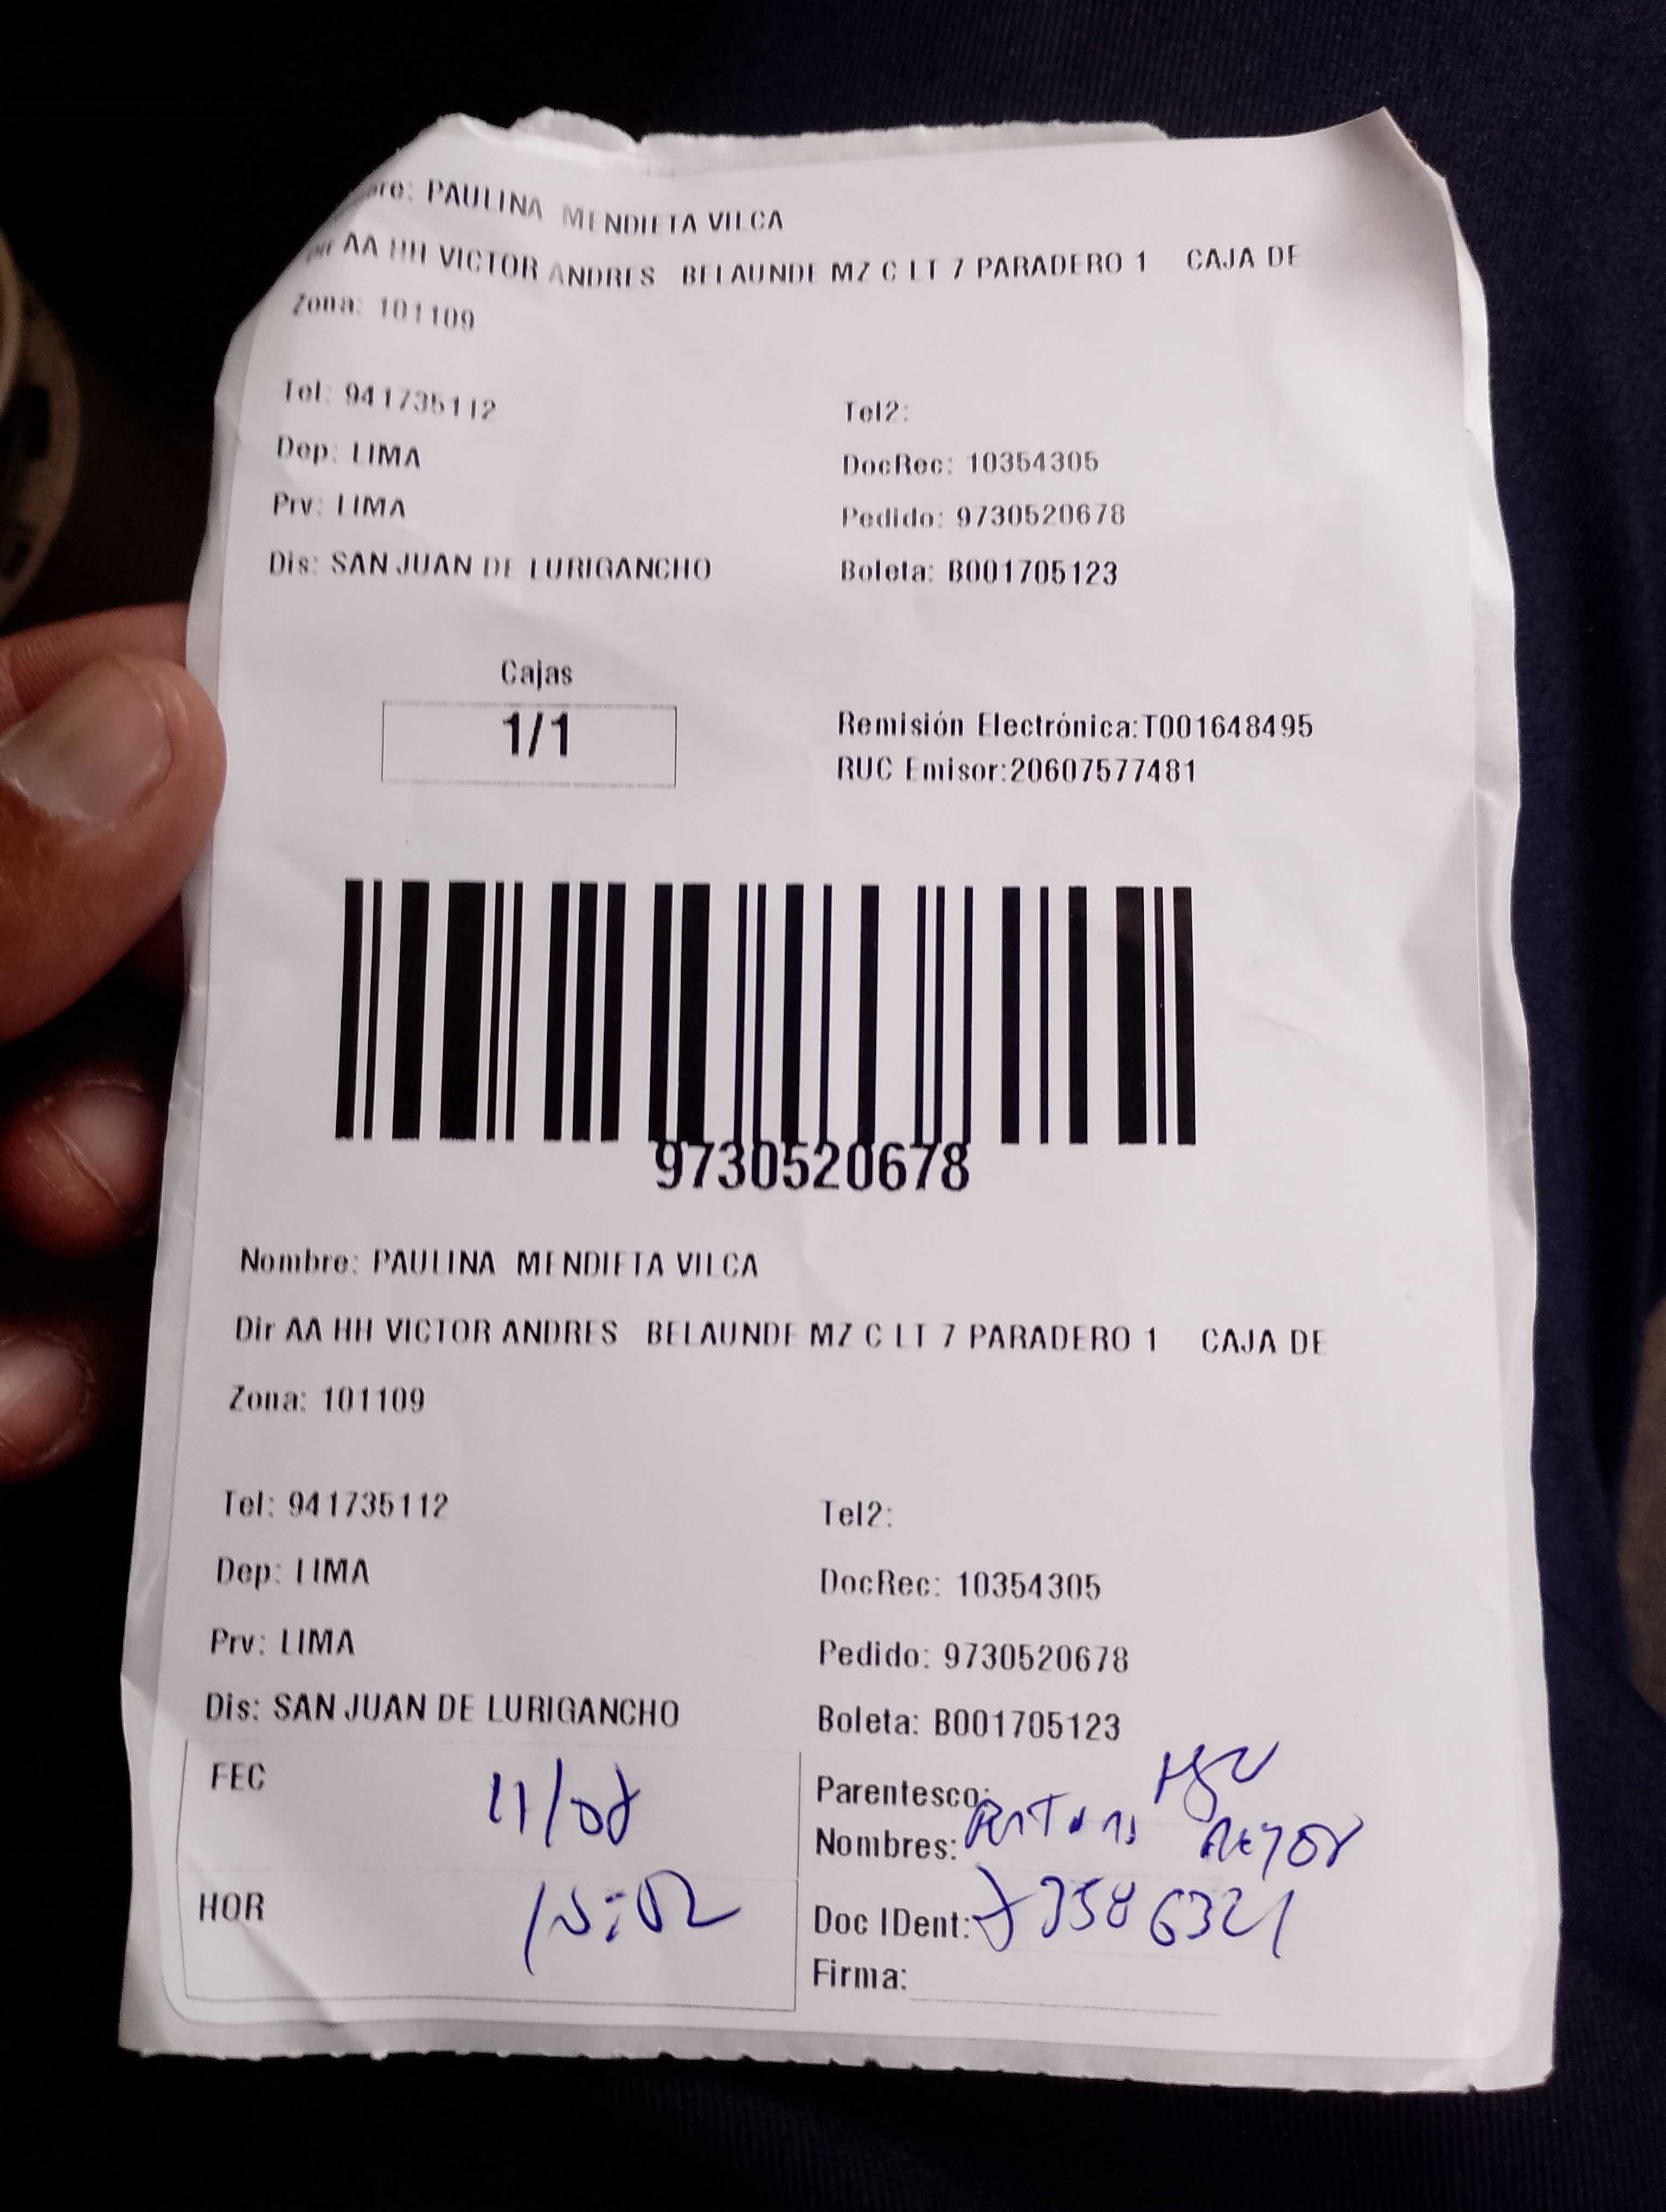 PAULINA MENDIETA VILCA
Dir AA HH VICTOR ANDRES BELAUNDE MZ C LT 7 PARADERO 1 CAJA DE
Zona: 101109
Tel: 941735112 Tel2:
Dep: LIMA DocRec: 10354305
Prv: LIMA Pedido: 9730520678
Dis: SAN JUAN DE LURIGANCHO Boleta: B001705123
Cajas
1/1
Remisión Electrónica:T001648495
RUC Emisor:20607577481
9730520678
Nombre: PAULINA MENDIETA VILCA
Dir AA HH VICTOR ANDRES BELAUNDE MZ C LT 7 PARADERO 1 CAJA DE
Zona: 101109
Tel: 941735112 Tel2:
Dep: LIMA DocRec: 10354305
Prv: LIMA Pedido: 9730520678
Dis: SAN JUAN DE LURIGANCHO Boleta: B001705123
FEC 11/08 Parentesco:
Nombres:
HOR Doc IDent:
Firma: